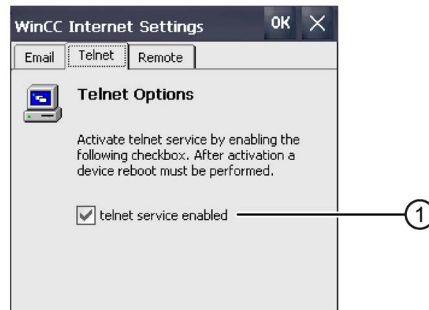 WinCC Internet Settings OK
Email Telnet Remote
Telnet Options
Activate telnet service by enabling the
following checkbox. After activation a
device reboot must be performed.
telnet service enabled 1